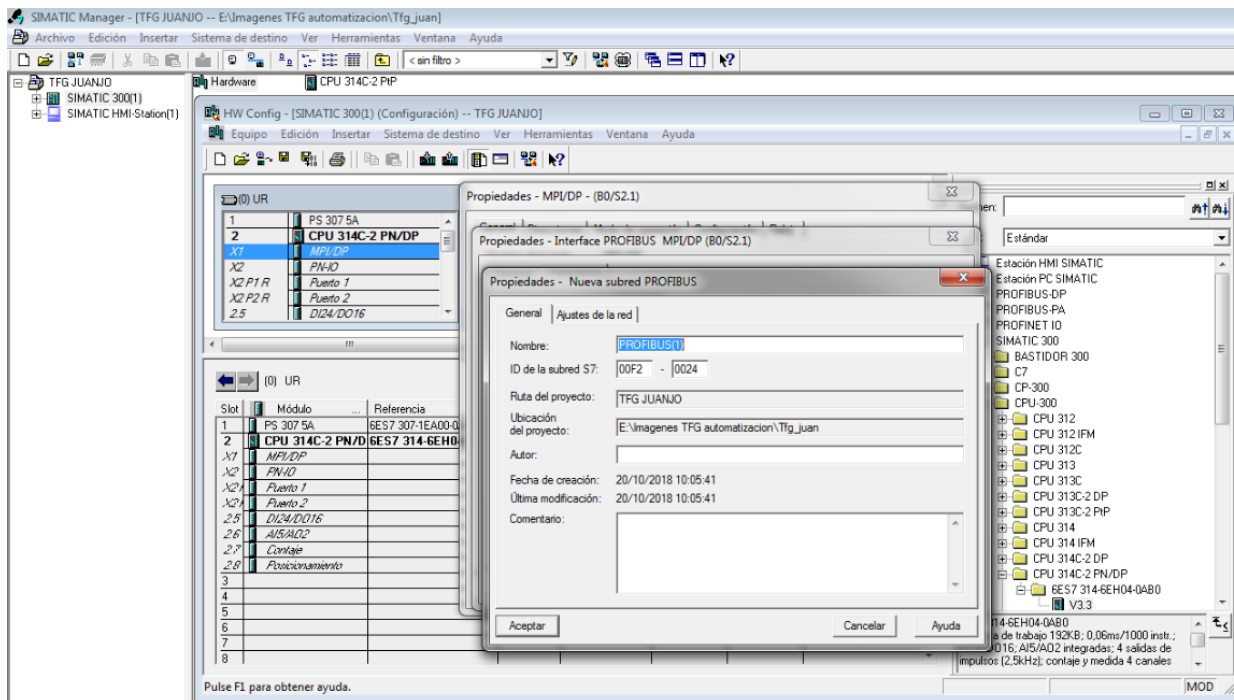 SIMATIC Manager - [TFG JUANJO -- E:\Imagenes TFG automatizacion\Tfg_juan]
Archivo Edición Insertar Sistema de destino Ver Herramientas Ventana Ayuda
< sin filtro >
TFG JUANJO
SIMATIC 300(1)
SIMATIC HMI-Station(1)
Hardware CPU 314C-2 PtP
HW Config - [SIMATIC 300(1) (Configuración) -- TFG JUANJO]
Equipo Edición Insertar Sistema de destino Ver Herramientas Ventana Ayuda
(0) UR
1 PS 307 5A
2 CPU 314C-2 PN/DP
X1 MPI/DP
X2 PN-IO
X2 P1 R Puerto 1
X2 P2 R Puerto 2
2.5 DI24/DO16
(0) UR
Slot Módulo ... Referencia
1 PS 307 5A 6ES7 307-1EA00-0
2 CPU 314C-2 PN/D 6ES7 314-6EH0
X1 MPI/DP
X2 PN-IO
X2 Puerto 1
X2 Puerto 2
2.5 DI24/DO16
2.6 AI5/AO2
2.7 Contaje
2.8 Posicionamiento
3
4
5
6
7
8
Propiedades - MPI/DP - (B0/S2.1)
Propiedades - Interface PROFIBUS MPI/DP (B0/S2.1)
Propiedades - Nueva subred PROFIBUS
General Ajustes de la red
Nombre: PROFIBUS(1)
ID de la subred S7: 00F2 - 0024
Ruta del proyecto: TFG JUANJO
Ubicación
del proyecto: E:\Imagenes TFG automatizacion\Tfg_juan
Autor:
Fecha de creación: 20/10/2018 10:05:41
Última modificación: 20/10/2018 10:05:41
Comentario:
Aceptar Cancelar Ayuda
en:
Estándar
Estación HMI SIMATIC
Estación PC SIMATIC
PROFIBUS-DP
PROFIBUS-PA
PROFINET IO
SIMATIC 300
BASTIDOR 300
C7
CP-300
CPU-300
CPU 312
CPU 312 IFM
CPU 312C
CPU 313
CPU 313C
CPU 313C-2 DP
CPU 313C-2 PtP
CPU 314
CPU 314 IFM
CPU 314C-2 DP
CPU 314C-2 PN/DP
6ES7 314-6EH04-0AB0
V3.3
14-6EH04-0AB0
a de trabajo 192KB; 0,06ms/1000 instr.;
O16; AI5/AO2 integradas; 4 salidas de
impulsos (2,5kHz); contaje y medida 4 canales
Pulse F1 para obtener ayuda.
MOD